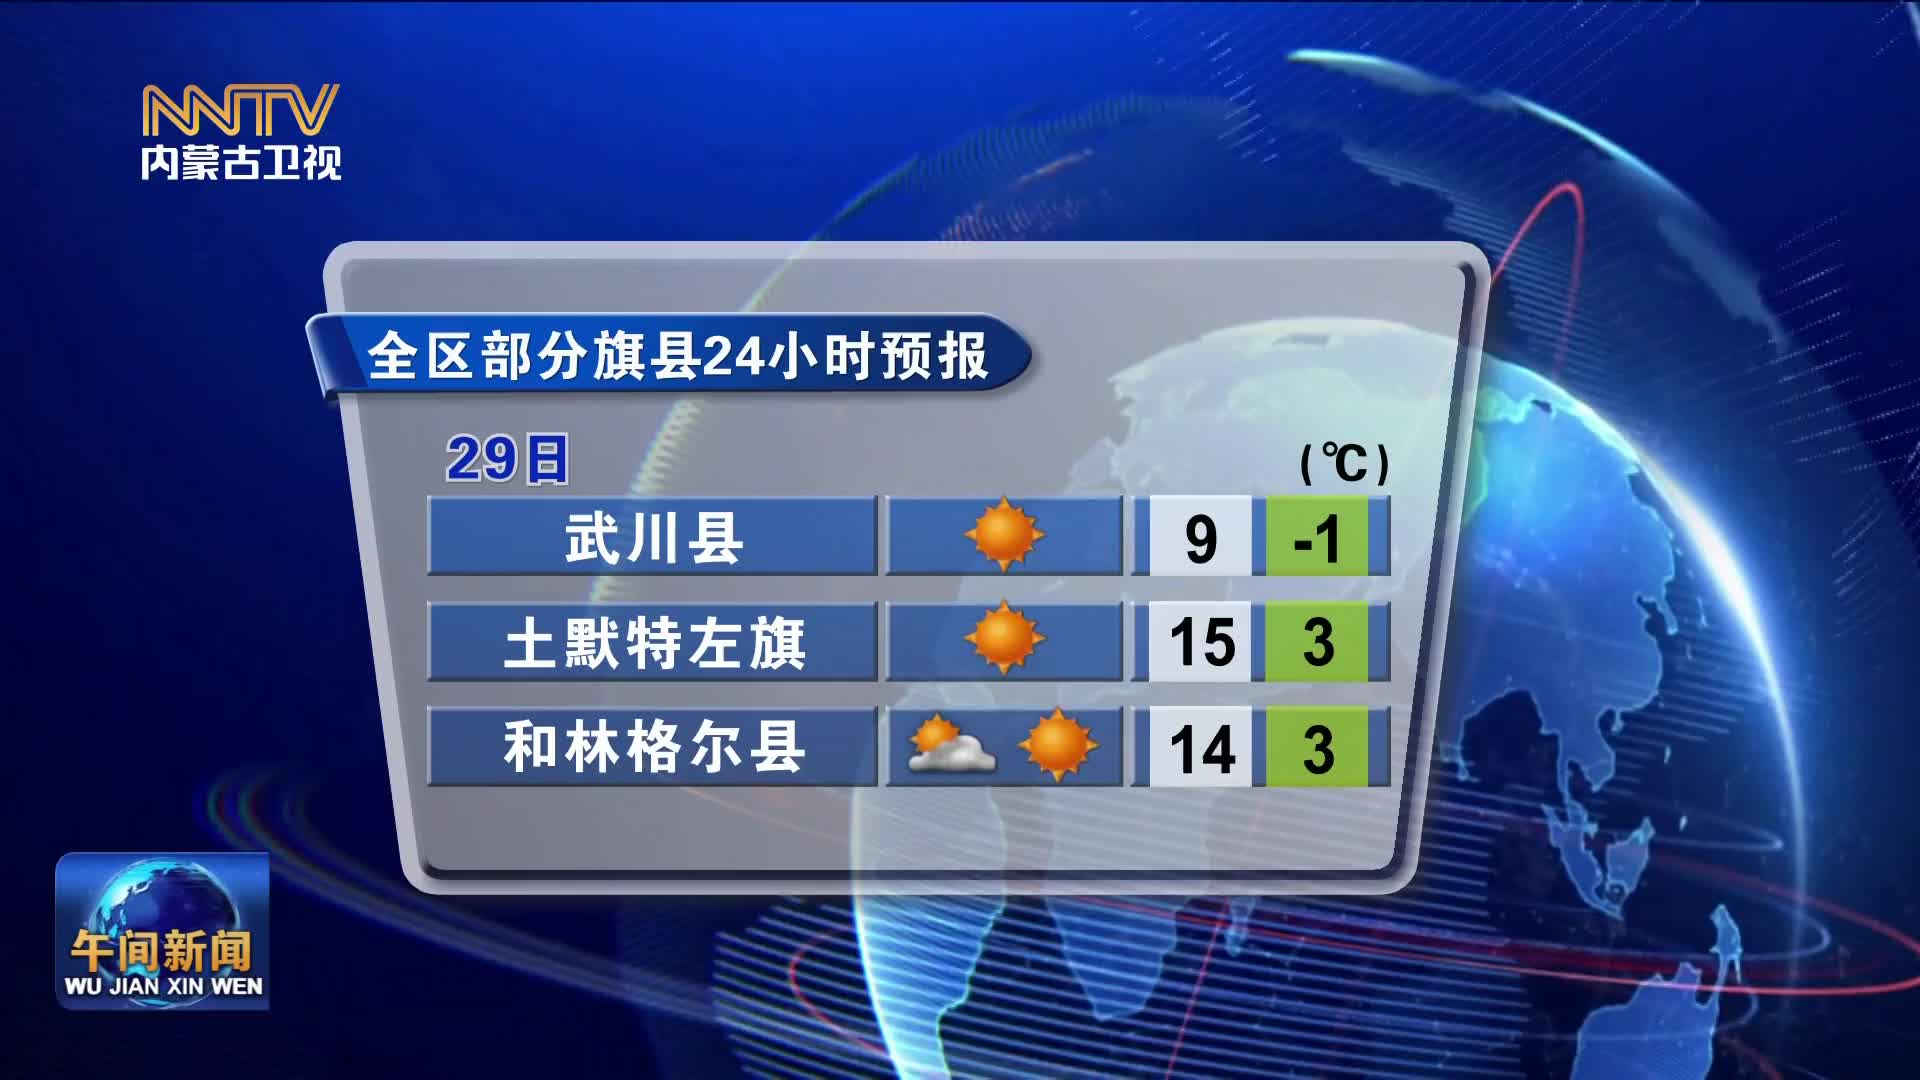 NNTV
内蒙古卫视
全区部分旗县24小时预报
29日 (℃)
武川县 9 -1
土默特左旗 15 3
和林格尔县 14 3
午间新闻
WU JIAN XIN WEN